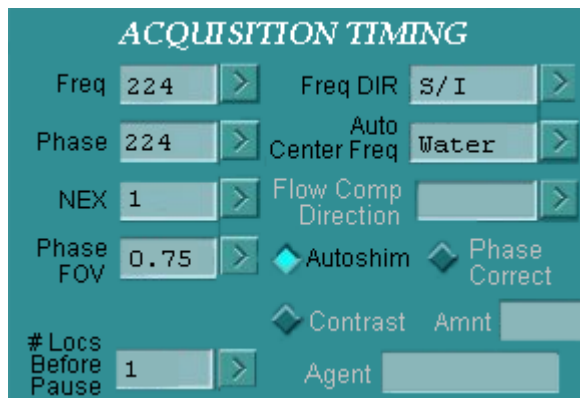 ACQUISITION TIMING
Freq 224 > Freq DIR S/I >
Phase 224 > Auto Center Freq Water >
NEX 1 > Flow Comp Direction >
Phase FOV 0.75 > Autoshim Phase Correct
Contrast Amnt
# Locs Before Pause 1 > Agent